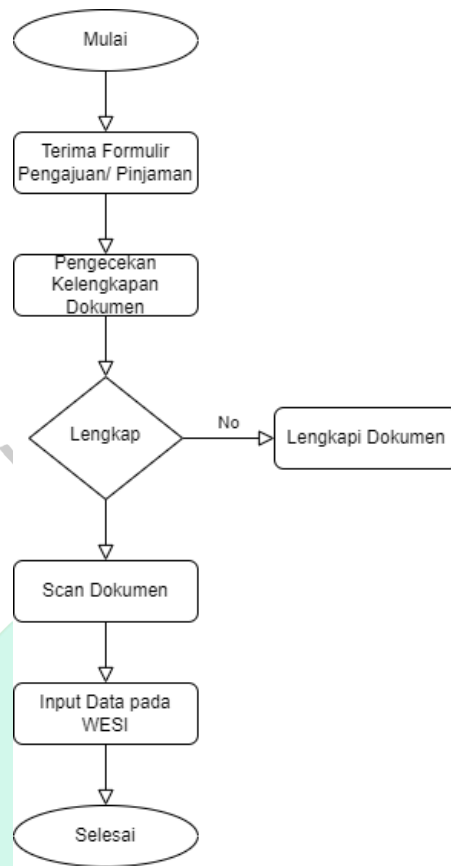 Mulai
Terima Formulir
Pengajuan/ Pinjaman
Pengecekan
Kelengkapan
Dokumen
Lengkap
No
Lengkapi Dokumen
Scan Dokumen
Input Data pada
WESI
Selesai